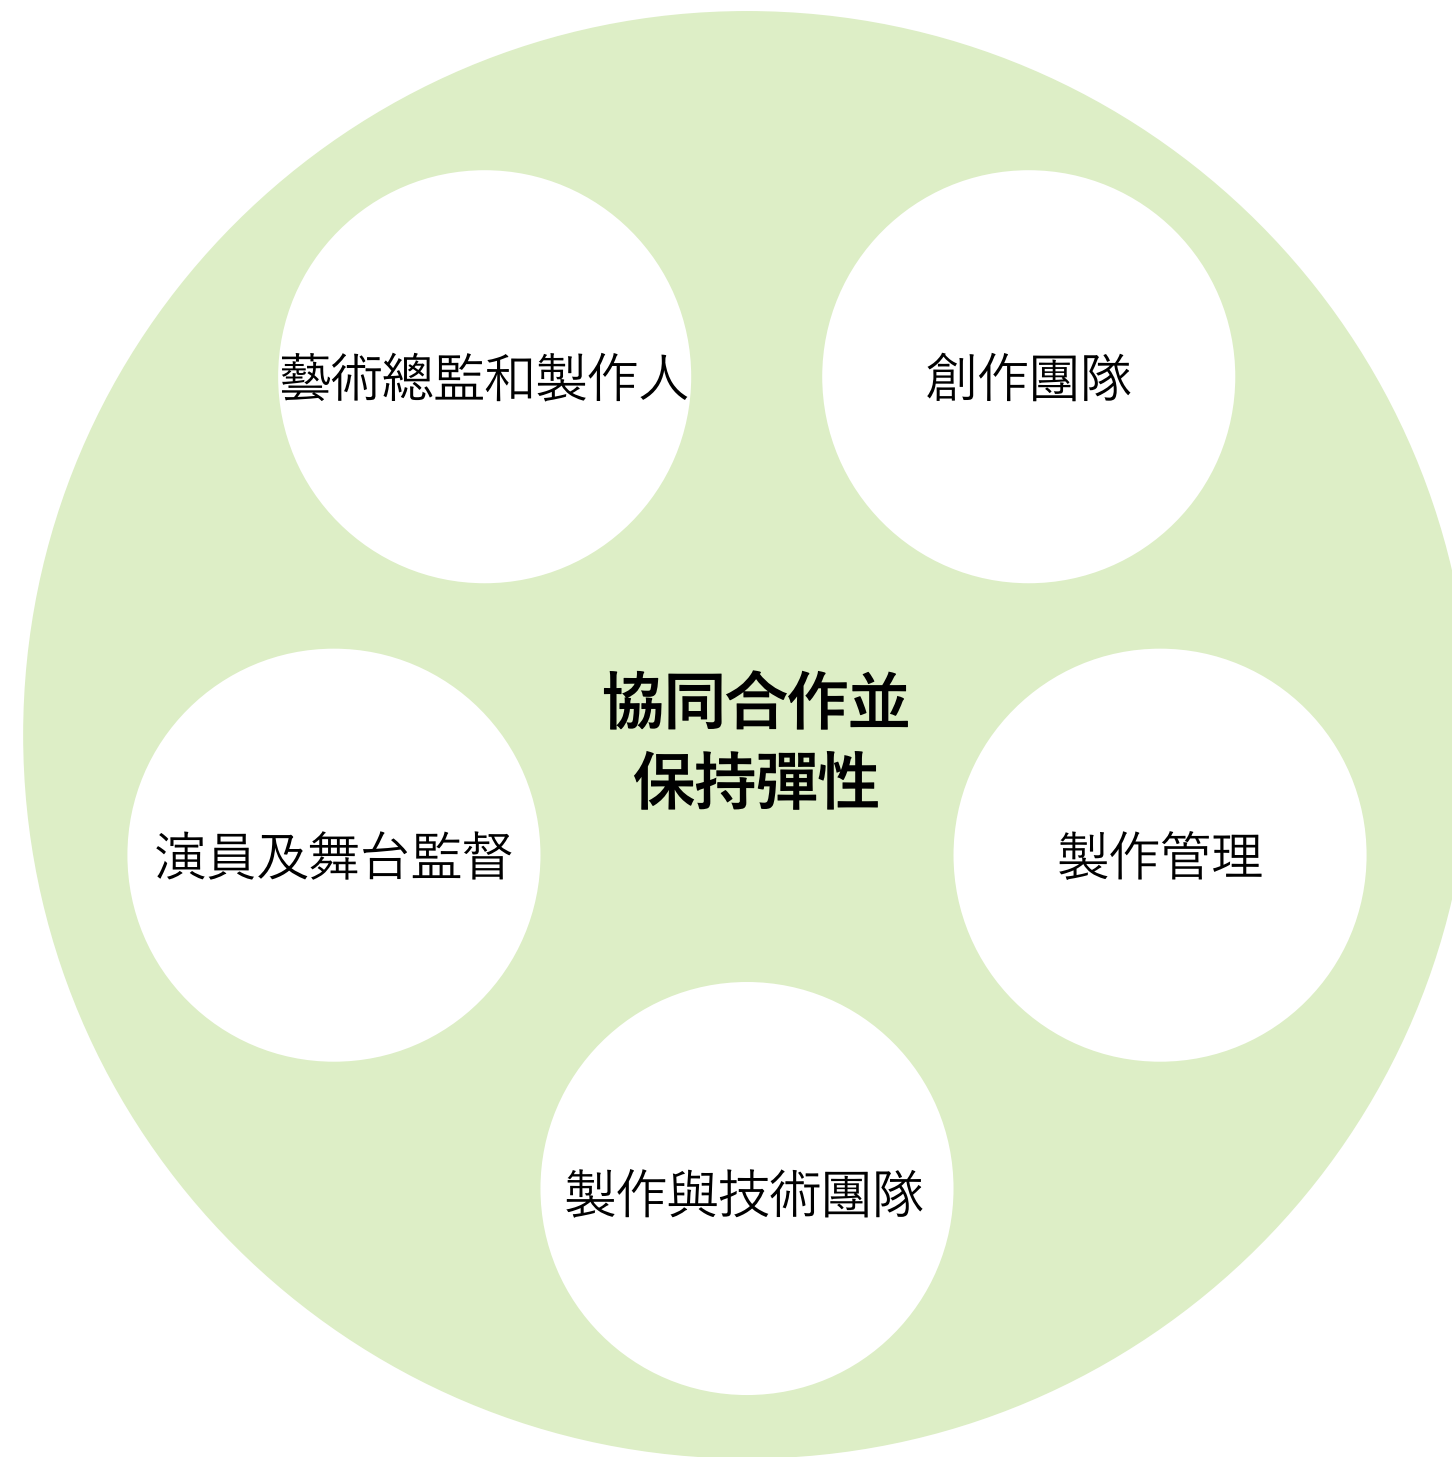 藝術總監和製作人
創作團隊
協同合作並
保持彈性
演員及舞台監督
製作管理
製作與技術團隊